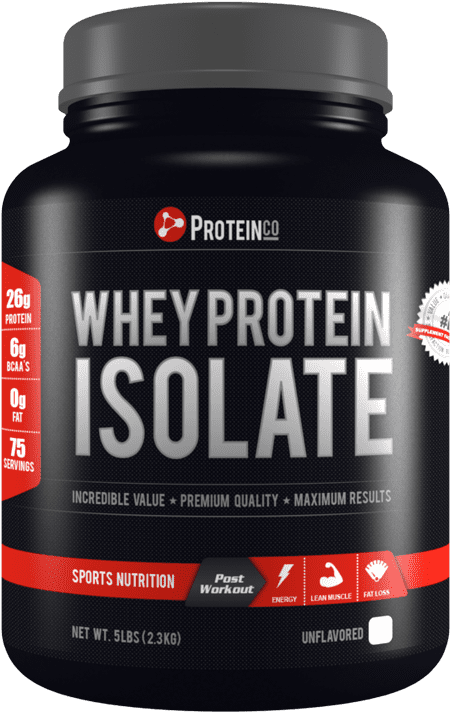 PROTEINCO
26g
PROTEIN
6g
BCAA'S
0g
FAT
75
SERVINGS
WHEY PROTEIN
ISOLATE
INCREDIBLE VALUE ★ PREMIUM QUALITY ★ MAXIMUM RESULTS
SPORTS NUTRITION
Post
Workout
ENERGY
LEAN MUSCLE
FAT LOSS
NET WT. 5LBS (2.3KG)
UNFLAVORED